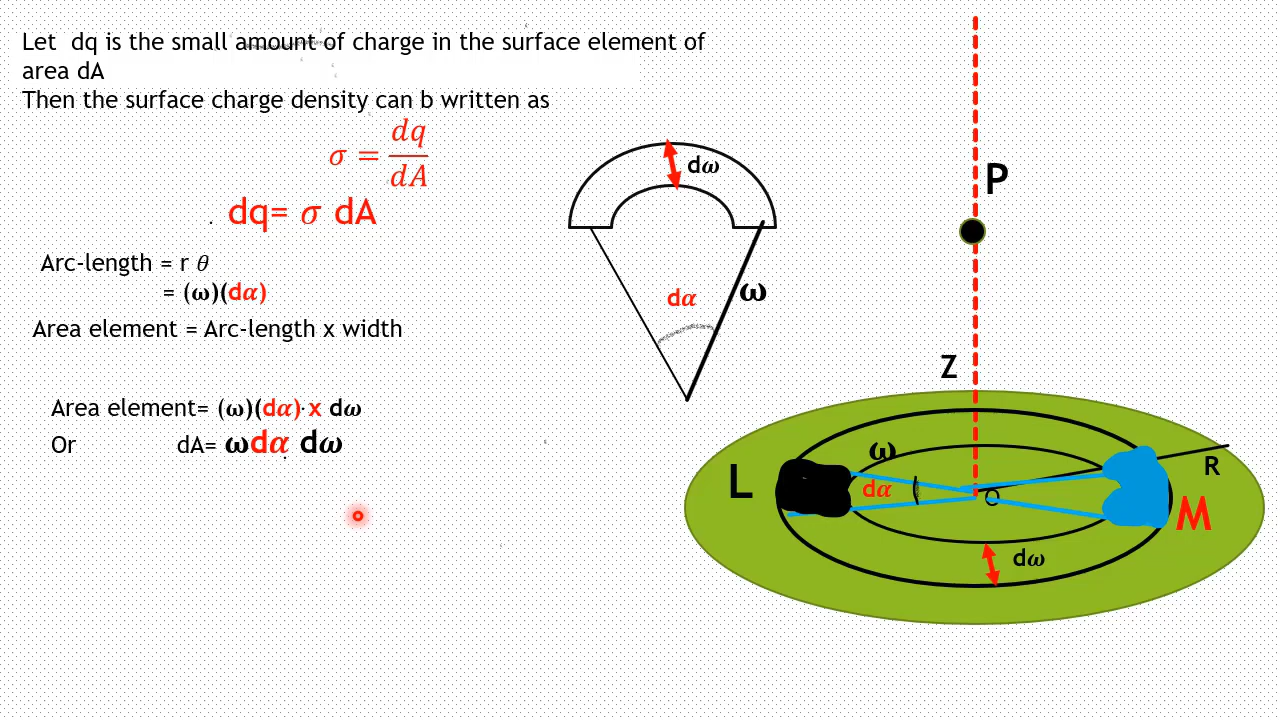 Let dq is the small amount of charge in the surface element of
area dA
Then the surface charge density can b written as
σ = dq/dA
dq= σ dA
Arc-length = r θ
= (ω)(dα)
Area element = Arc-length x width
Area element= (ω)(dα) x dω
Or dA= ωdα dω
dω
dα
ω
P
Z
ω
R
L
dα
O
M
dω